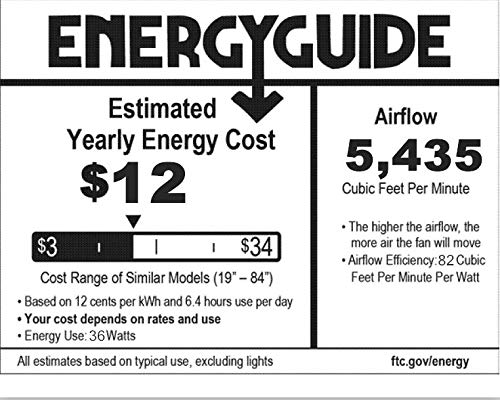 ENERGYGUIDE
Estimated
Yearly Energy Cost
$12
$3
$34
Cost Range of Similar Models (19” – 84”)
• Based on 12 cents per kWh and 6.4 hours use per day
• Your cost depends on rates and use
• Energy Use: 36Watts
Airflow
5,435
Cubic Feet Per Minute
• The higher the airflow, the
more air the fan will move
• Airflow Efficiency:82 Cubic
Feet Per Minute Per Watt
All estimates based on typical use, excluding lights
ftc.gov/energy